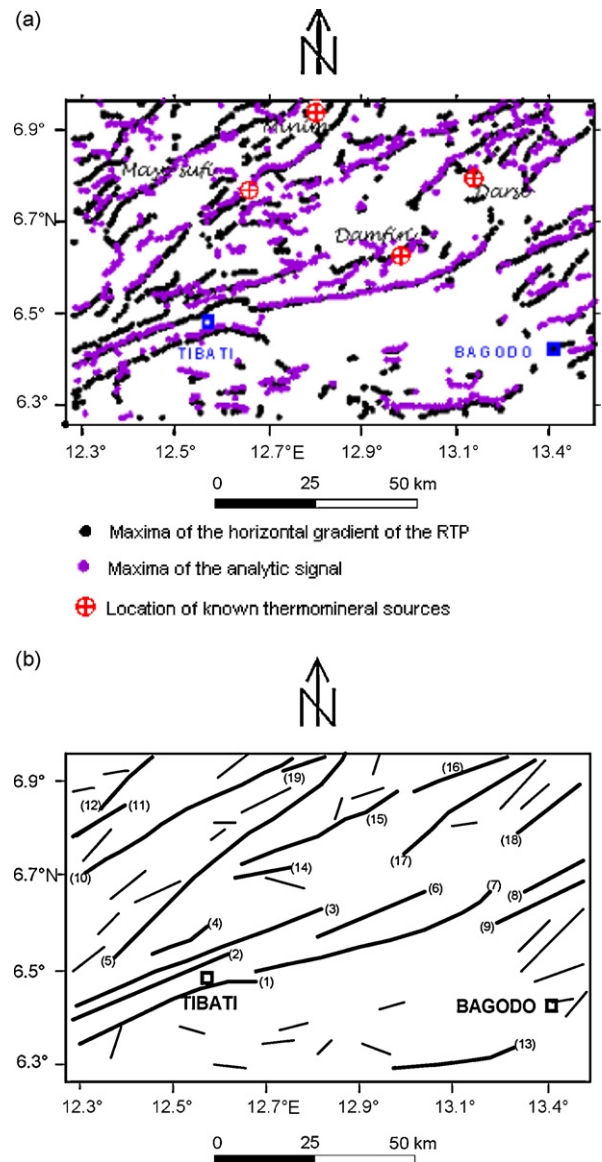 (a)
N
6.9°
6.7°N
6.5°
6.3°
Minim
Mayo sufi
Darso
Damfili
TIBATI
BAGODO
12.3° 12.5° 12.7°E 12.9° 13.1° 13.4°
0 25 50 km
Maxima of the horizontal gradient of the RTP
Maxima of the analytic signal
Location of known thermomineral sources
(b)
N
6.9°
6.7°N
6.5°
6.3°
(12) (11) (19) (16)
(10) (15) (17) (18)
(14)
(5) (4) (3) (6) (7) (8)
(2) (9)
(1)
TIBATI
BAGODO
(13)
12.3° 12.5° 12.7°E 12.9° 13.1° 13.4°
0 25 50 km